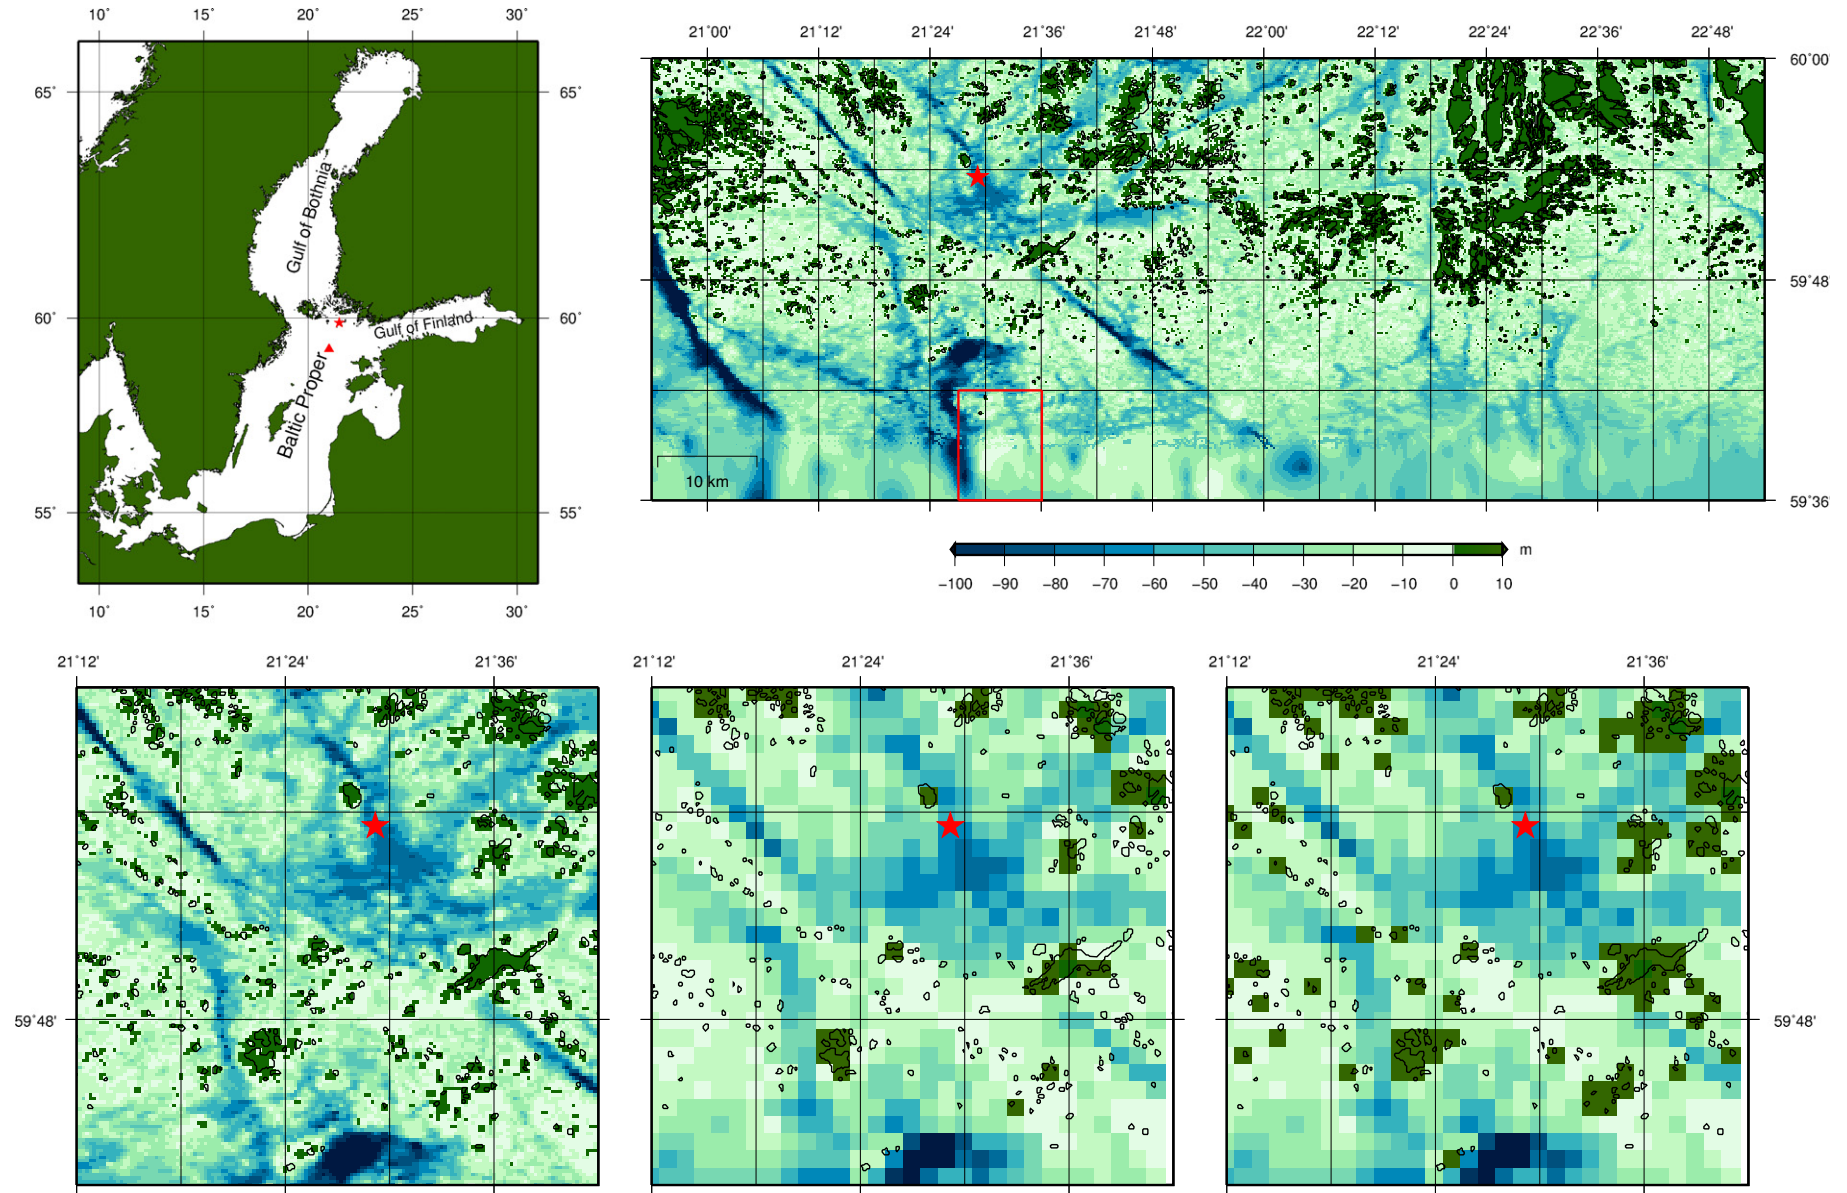 10° 15° 20° 25° 30°
65° 65°
60° 60°
55° 55°
10° 15° 20° 25° 30°
Gulf of Bothnia
Gulf of Finland
Baltic Proper
21°00' 21°12' 21°24' 21°36' 21°48' 22°00' 22°12' 22°24' 22°36' 22°48'
60°00'
59°48'
59°36'
10 km
m
−100 −90 −80 −70 −60 −50 −40 −30 −20 −10 0 10
21°12' 21°24' 21°36'
59°48'
21°12' 21°24' 21°36'
21°12' 21°24' 21°36'
59°48'